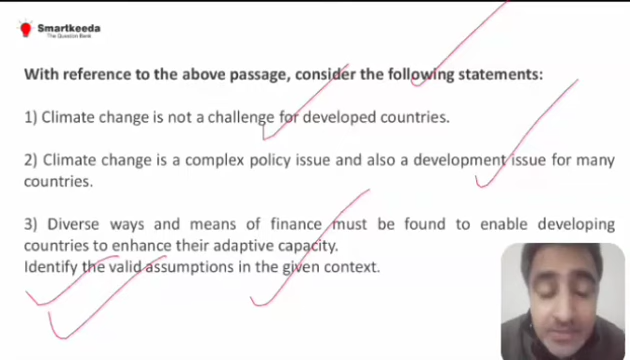 Smartkeeda
The Question Bank
With reference to the above passage, consider the following statements:
1) Climate change is not a challenge for developed countries.
2) Climate change is a complex policy issue and also a development issue for many
countries.
3) Diverse ways and means of finance must be found to enable developing
countries to enhance their adaptive capacity.
Identify the valid assumptions in the given context.